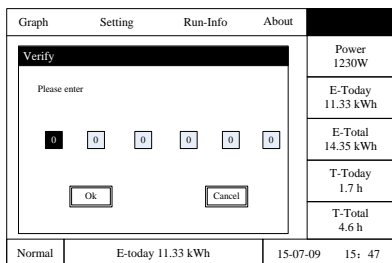 Graph Setting Run-Info About
Verify
Please enter
0 0 0 0 0 0
Ok Cancel
Power
1230W
E-Today
11.33 kWh
E-Total
14.35 kWh
T-Today
1.7 h
T-Total
4.6 h
Normal E-today 11.33 kWh 15-07-09 15: 47